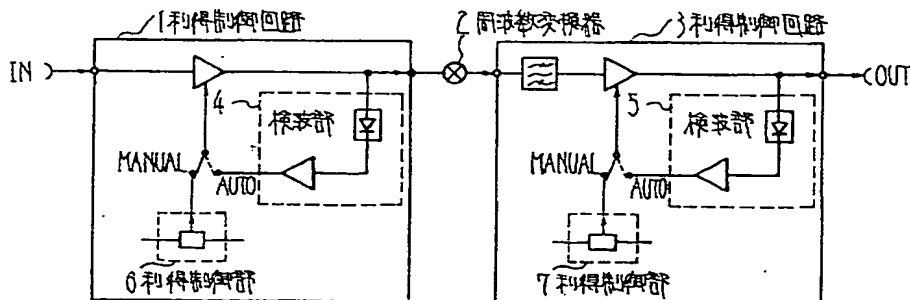 1利得制御回路
2周波数変換器
3利得制御回路
IN
OUT
4
検波部
5
検波部
MANUAL
AUTO
MANUAL
AUTO
6利得制御部
7利得制御部